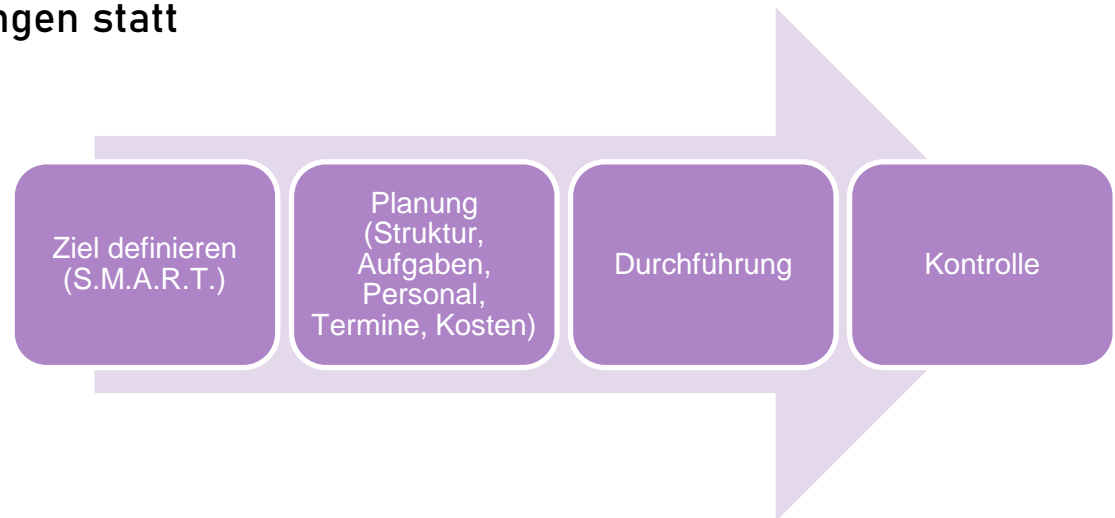 ngen statt
Ziel definieren
(S.M.A.R.T.)
Planung
(Struktur,
Aufgaben,
Personal,
Termine, Kosten)
Durchführung
Kontrolle